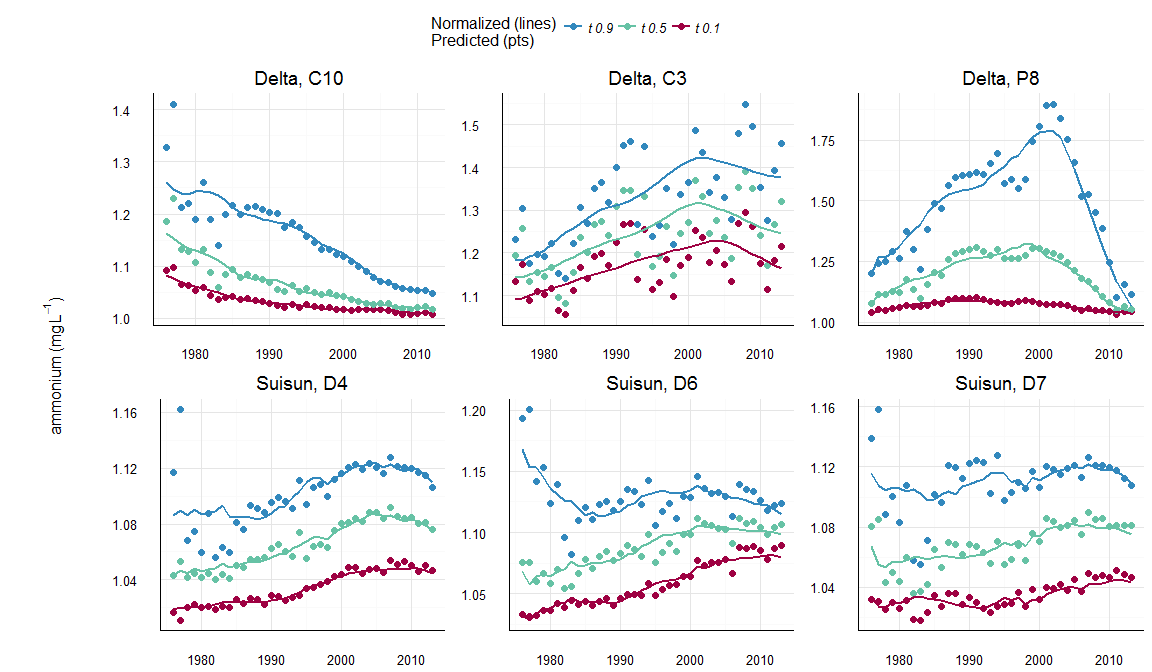 Normalized (lines)
Predicted (pts)
t 0.9 t 0.5 t 0.1
Delta, C10 Delta, C3 Delta, P8
1.4
1.3
1.2
1.1
1.0
1980 1990 2000 2010
1.5
1.4
1.3
1.2
1.1
1980 1990 2000 2010
1.75
1.50
1.25
1.00
1980 1990 2000 2010
ammonium (mgL⁻¹)
Suisun, D4 Suisun, D6 Suisun, D7
1.16
1.12
1.08
1.04
1980 1990 2000 2010
1.20
1.15
1.10
1.05
1980 1990 2000 2010
1.16
1.12
1.08
1.04
1980 1990 2000 2010